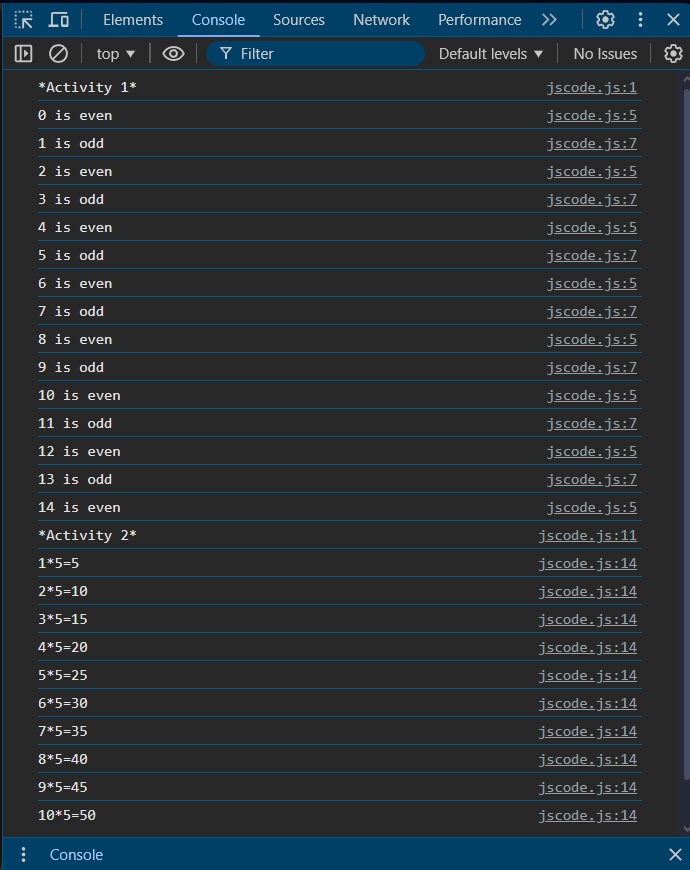 Elements Console Sources Network Performance
top Filter Default levels No Issues
*Activity 1* jscode.js:1
0 is even jscode.js:5
1 is odd jscode.js:7
2 is even jscode.js:5
3 is odd jscode.js:7
4 is even jscode.js:5
5 is odd jscode.js:7
6 is even jscode.js:5
7 is odd jscode.js:7
8 is even jscode.js:5
9 is odd jscode.js:7
10 is even jscode.js:5
11 is odd jscode.js:7
12 is even jscode.js:5
13 is odd jscode.js:7
14 is even jscode.js:5
*Activity 2* jscode.js:11
1*5=5 jscode.js:14
2*5=10 jscode.js:14
3*5=15 jscode.js:14
4*5=20 jscode.js:14
5*5=25 jscode.js:14
6*5=30 jscode.js:14
7*5=35 jscode.js:14
8*5=40 jscode.js:14
9*5=45 jscode.js:14
10*5=50 jscode.js:14
Console